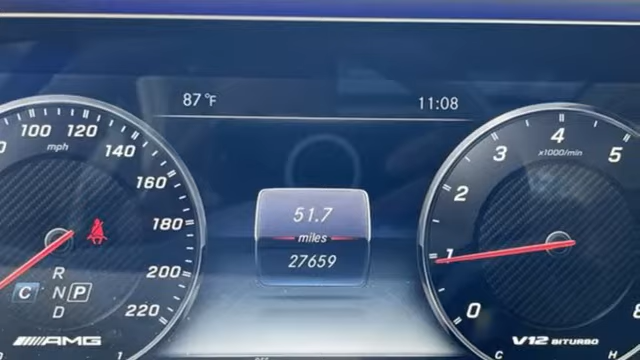 87°F
11:08
100
120
140
160
180
200
220
mph
R
N
D
C
P
AMG
51.7
miles
27659
0
1
2
3
4
5
x1000/min
V12 BITURBO
C
H